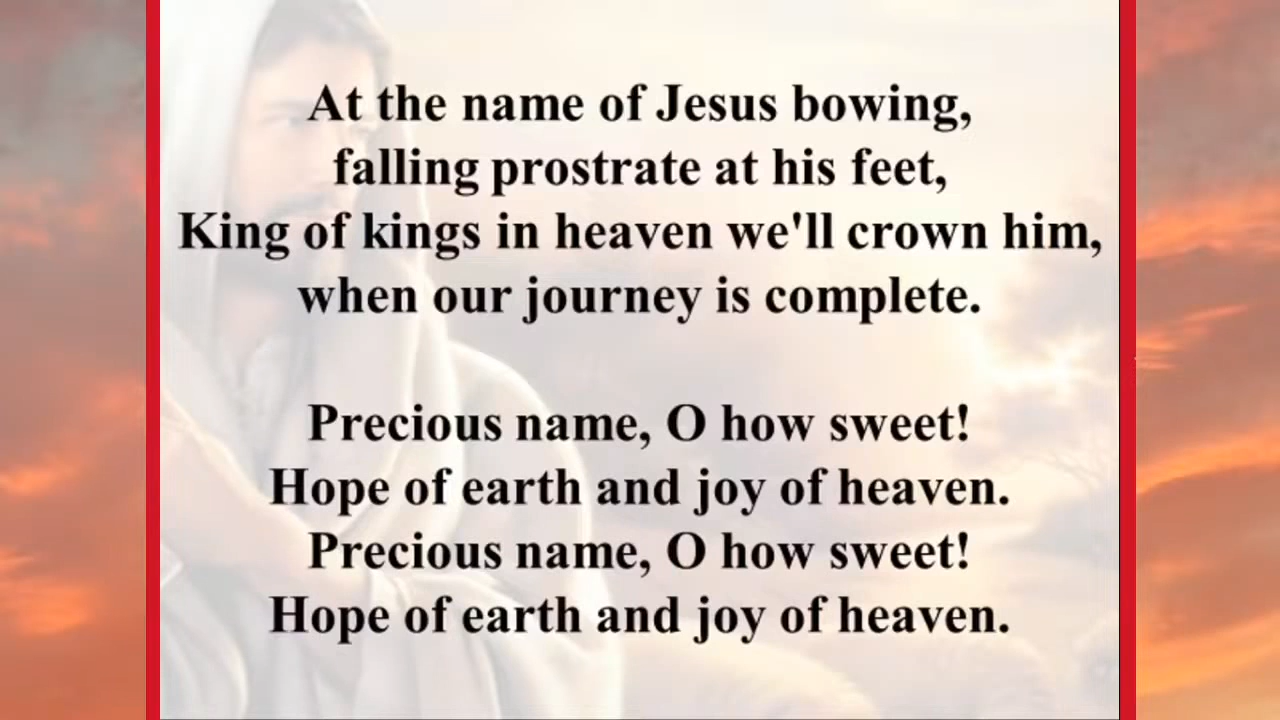 At the name of Jesus bowing,
falling prostrate at his feet,
King of kings in heaven we'll crown him,
when our journey is complete.
Precious name, O how sweet!
Hope of earth and joy of heaven.
Precious name, O how sweet!
Hope of earth and joy of heaven.